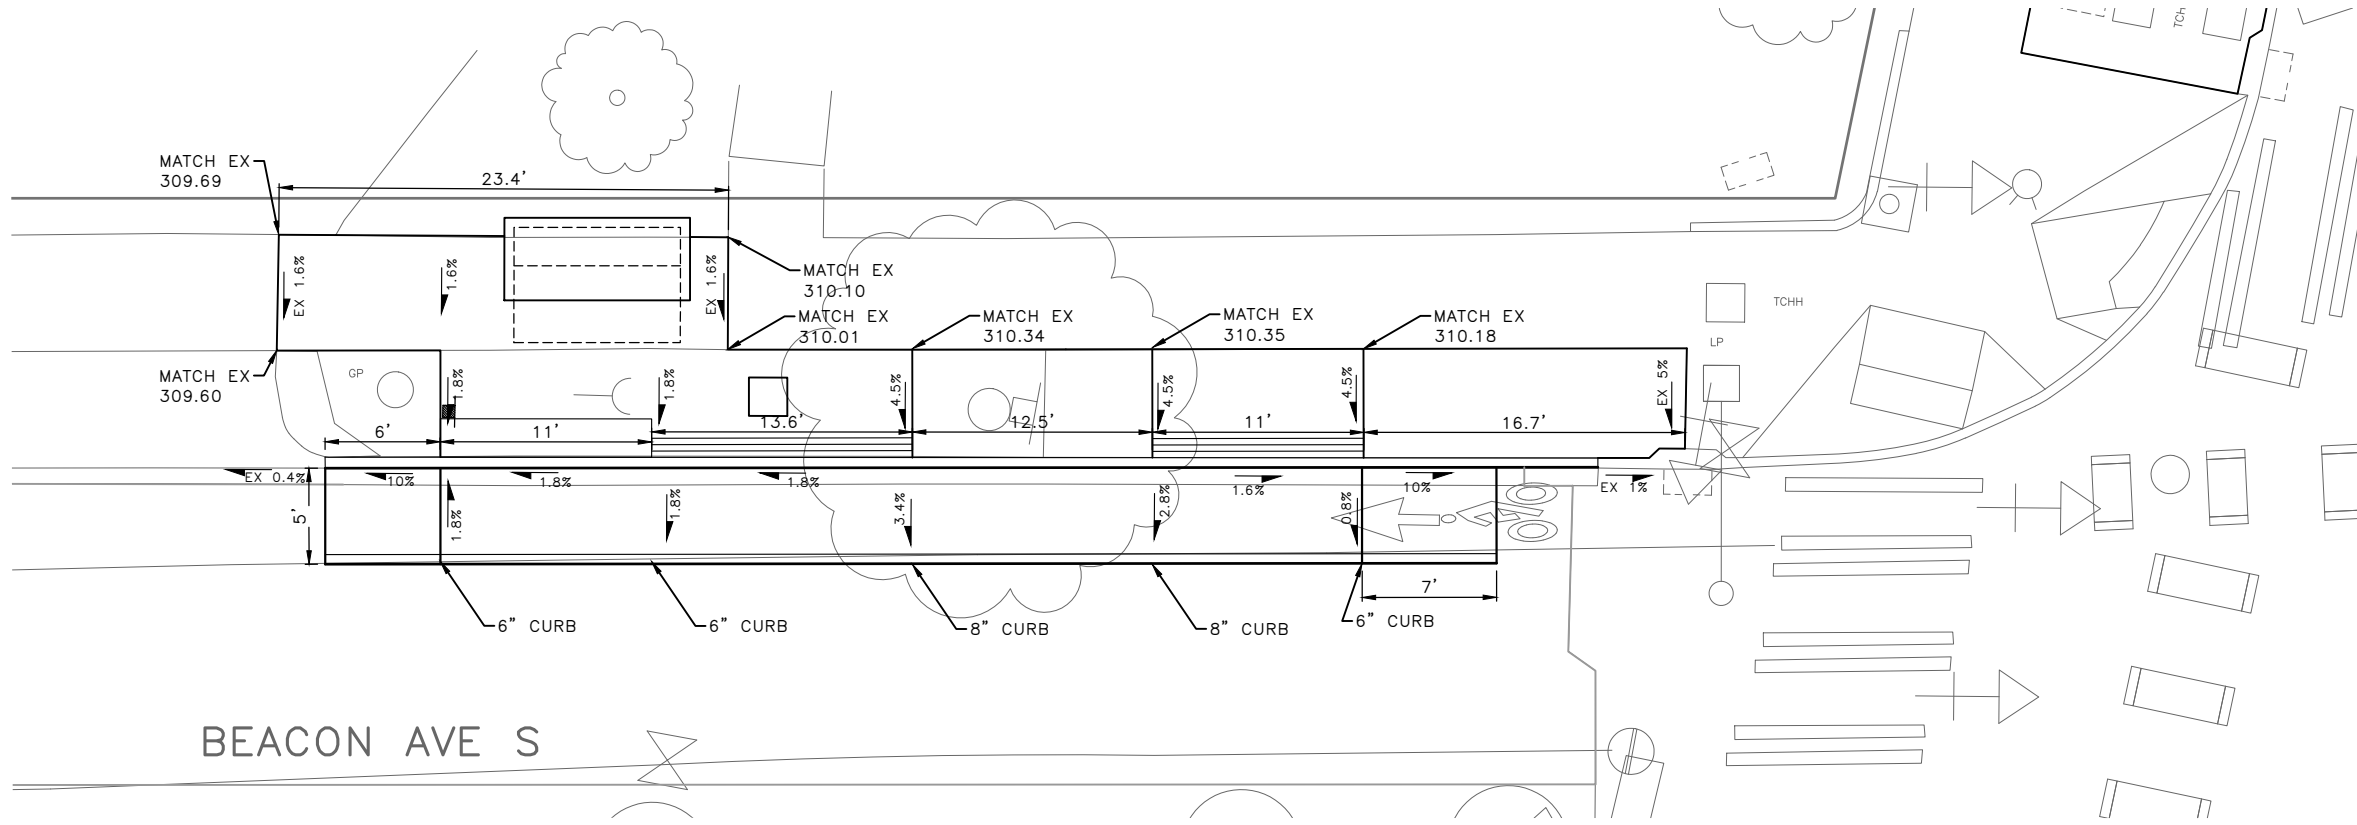 TCH
MATCH EX
309.69
23.4'
EX 1.6%
1.6%
EX 1.6%
MATCH EX
310.10
MATCH EX
310.01
MATCH EX
310.34
MATCH EX
310.35
MATCH EX
310.18
TCHH
LP
MATCH EX
309.60
GP
1.8%
1.8%
4.5%
4.5%
4.5%
EX 5%
6'
11'
13.6'
12.5'
11'
16.7'
EX 0.4%
10%
1.8%
1.8%
1.6%
10%
EX 1%
5'
1.8%
1.8%
3.4%
2.8%
0.8%
7'
6" CURB
6" CURB
8" CURB
8" CURB
6" CURB
BEACON AVE S